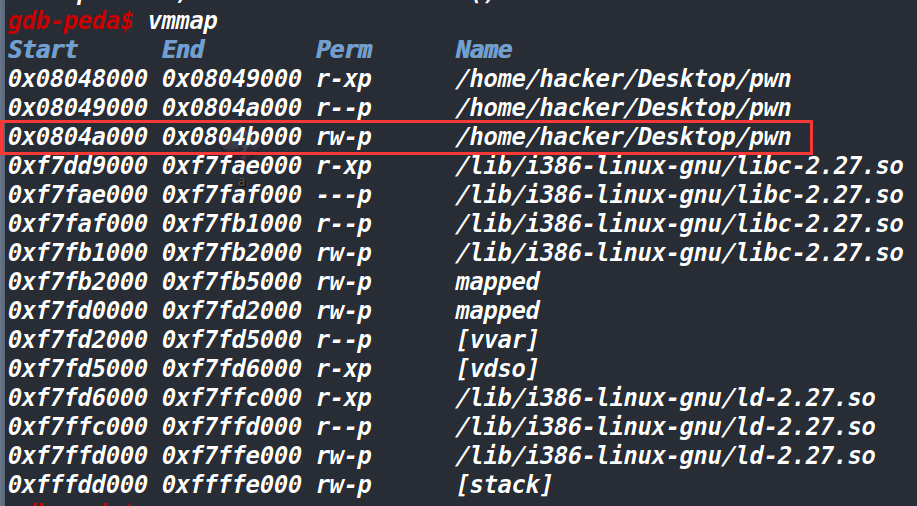 gdb-peda$ vmmap
Start End Perm Name
0x08048000 0x08049000 r-xp /home/hacker/Desktop/pwn
0x08049000 0x0804a000 r--p /home/hacker/Desktop/pwn
0x0804a000 0x0804b000 rw-p /home/hacker/Desktop/pwn
0xf7dd9000 0xf7fae000 r-xp /lib/i386-linux-gnu/libc-2.27.so
0xf7fae000 0xf7faf000 ---p /lib/i386-linux-gnu/libc-2.27.so
0xf7faf000 0xf7fb1000 r--p /lib/i386-linux-gnu/libc-2.27.so
0xf7fb1000 0xf7fb2000 rw-p /lib/i386-linux-gnu/libc-2.27.so
0xf7fb2000 0xf7fb5000 rw-p mapped
0xf7fd0000 0xf7fd2000 rw-p mapped
0xf7fd2000 0xf7fd5000 r--p [vvar]
0xf7fd5000 0xf7fd6000 r-xp [vdso]
0xf7fd6000 0xf7ffc000 r-xp /lib/i386-linux-gnu/ld-2.27.so
0xf7ffc000 0xf7ffd000 r--p /lib/i386-linux-gnu/ld-2.27.so
0xf7ffd000 0xf7ffe000 rw-p /lib/i386-linux-gnu/ld-2.27.so
0xfffdd000 0xffffe000 rw-p [stack]